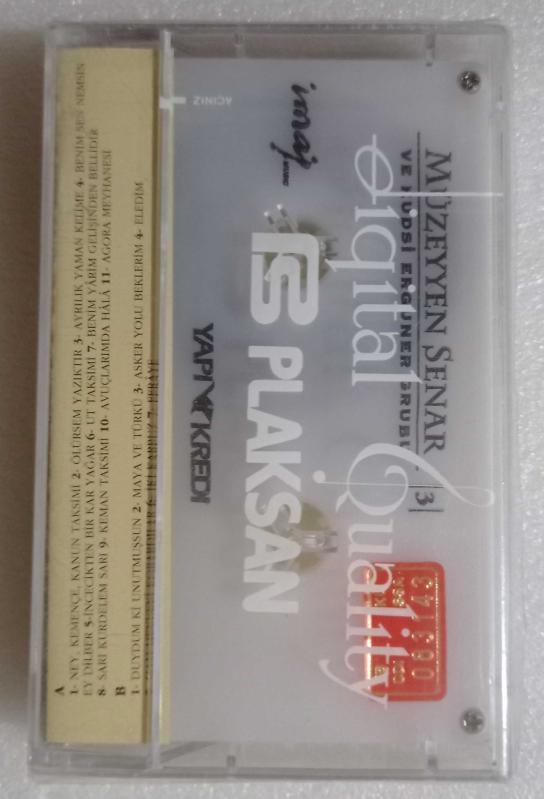 A
1- NEY, KEMENÇE, KANUN TAKSİMİ 2- ÖLÜRSEM YAZIKTIR 3- AYRILIK YAMAN KELİME 4- BENİM SEN NEMSİN
EY DİLBER 5-İNCECİKTEN BİR KAR YAĞAR 6- UT TAKSİMİ 7- BENİM YÂRİM GELİŞİNDEN BELLİDİR
8- SARI KURDELEM SARI 9- KEMAN TAKSİMİ 10- AVUÇLARIMDA HÂLÂ 11- AGORA MEYHANESİ
B
1- DUYDUM Kİ UNUTMUŞSUN 2- MAYA VE TÜRKÜ 3- ASKER YOLU BEKLERİM 4- ELEDİM
AÇINIZ
imaj
MÜZEYYEN SENAR
VE KUDSİ ERGUNER GRUBU
3
Digital Quality
PLAKSAN
YAPI KREDİ
063143